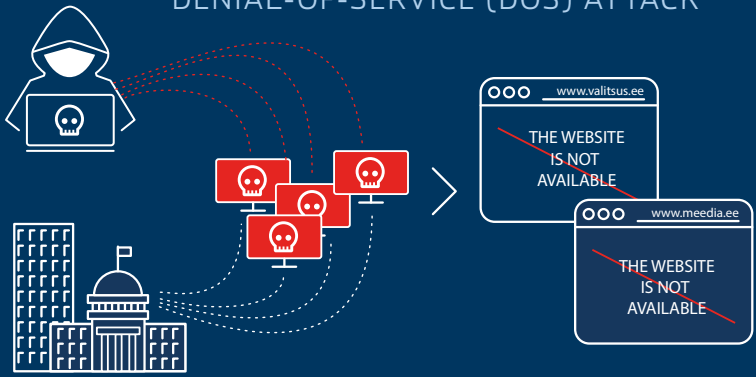 DENIAL-OF-SERVICE (DOS) ATTACK
www.valitsus.ee
THE WEBSITE
IS NOT
AVAILABLE
www.meedia.ee
THE WEBSITE
IS NOT
AVAILABLE